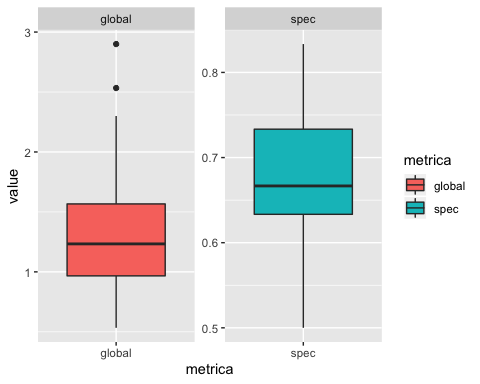 global
spec
value
3
2
1
0.8
0.7
0.6
0.5
global
spec
metrica
metrica
global
spec